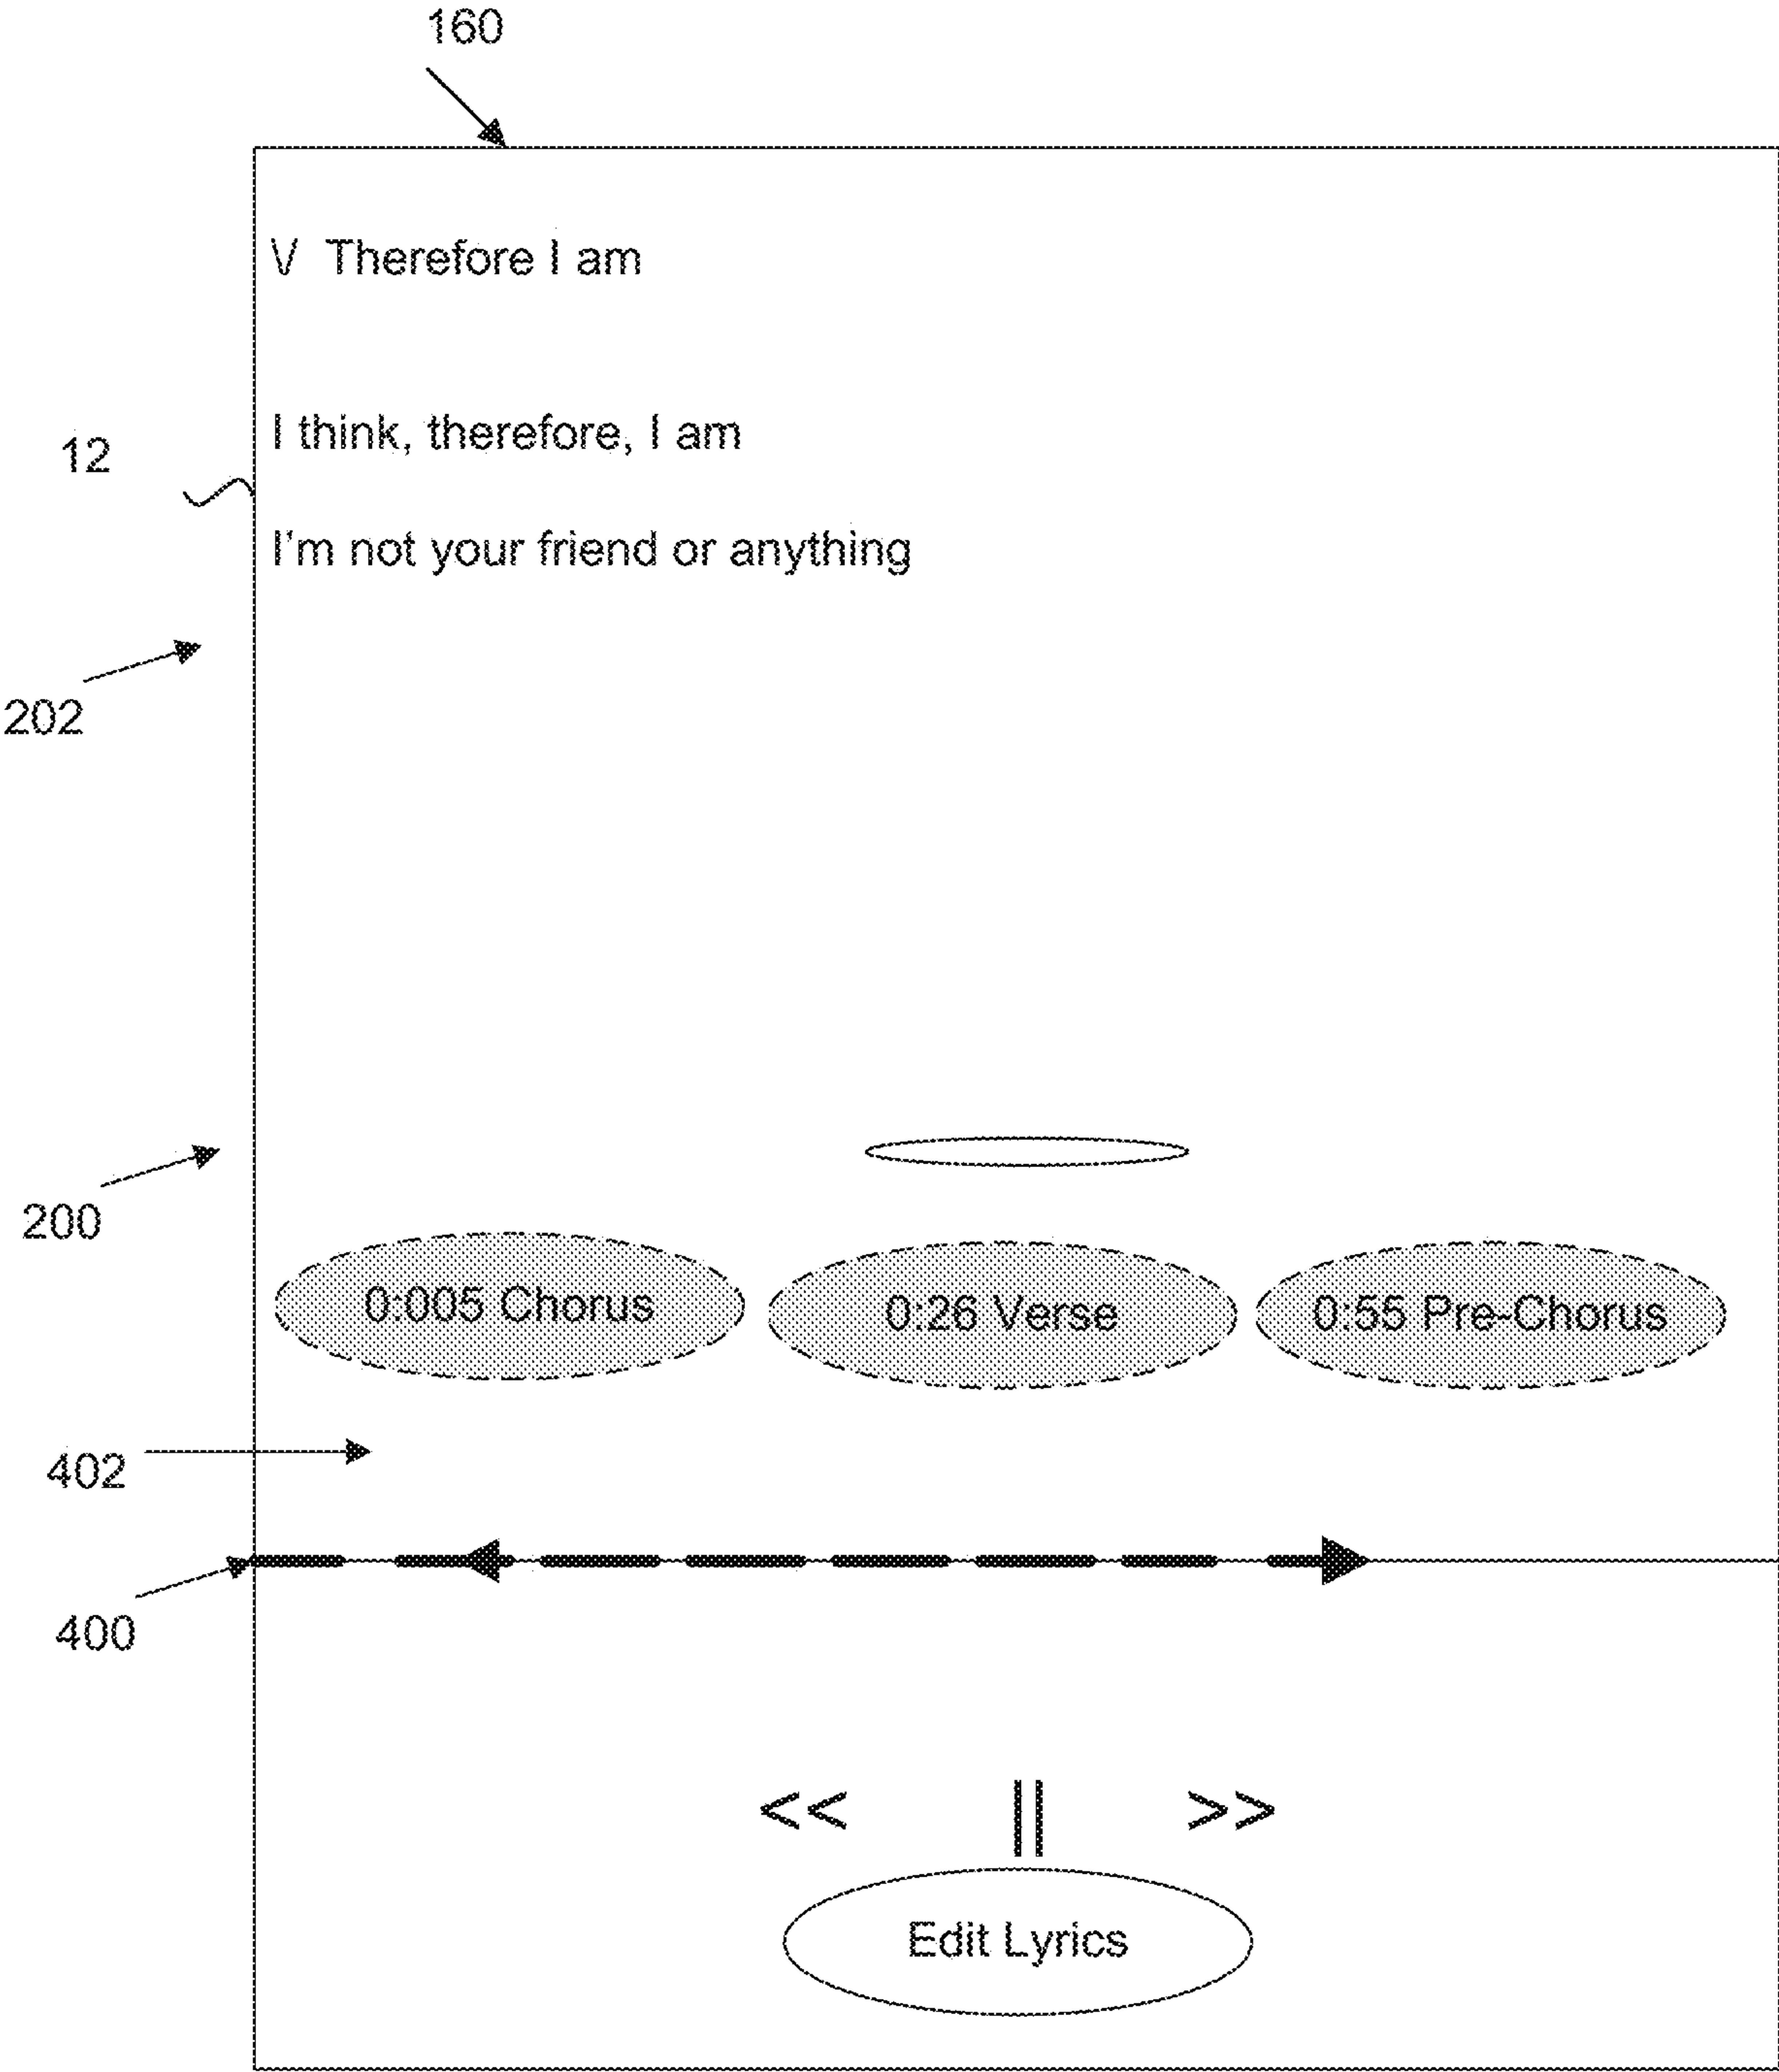 160
V Therefore I am
I think, therefore, I am
12
I'm not your friend or anything
202
200
0:005 Chorus 0:26 Verse 0:55 Pre-Chorus
402
400
<< || >>
Edit Lyrics